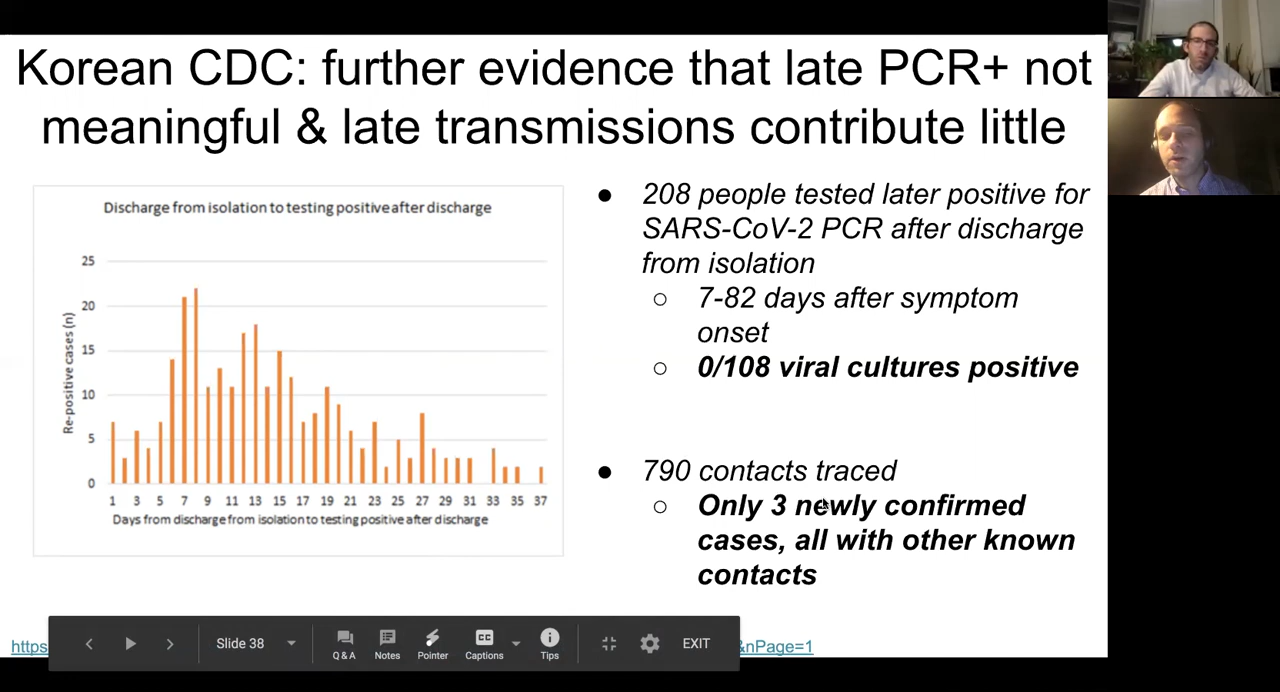 Korean CDC: further evidence that late PCR+ not
meaningful & late transmissions contribute little
Discharge from isolation to testing positive after discharge
25
20
15
10
5
0
Re-positive cases (n)
1 3 5 7 9 11 13 15 17 19 21 23 25 27 29 31 33 35 37
Days from discharge from isolation to testing positive after discharge
● 208 people tested later positive for
SARS-CoV-2 PCR after discharge
from isolation
○ 7-82 days after symptom
onset
○ 0/108 viral cultures positive
● 790 contacts traced
○ Only 3 newly confirmed
cases, all with other known
contacts
https
&nPage=1
Slide 38
Q & A
Notes
Pointer
CC
Captions
Tips
EXIT